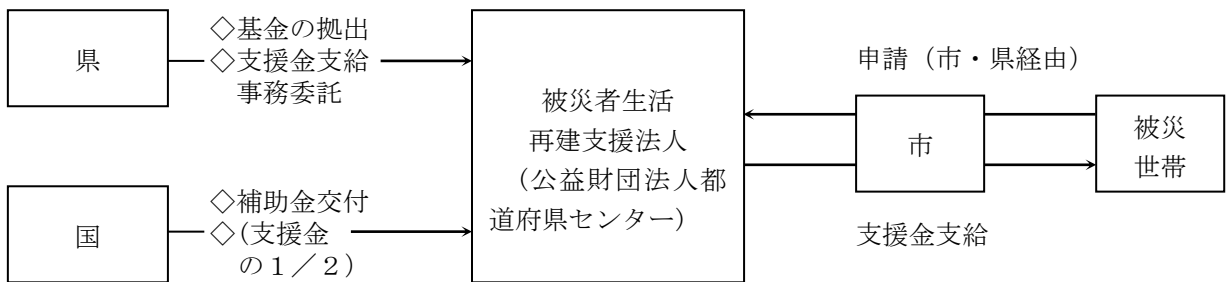 県
◇基金の拠出
◇支援金支給
事務委託
国
◇補助金交付
◇(支援金
の１／２)
被災者生活
再建支援法人
（公益財団法人都
道府県センター）
申請（市・県経由）
市
支援金支給
被災
世帯